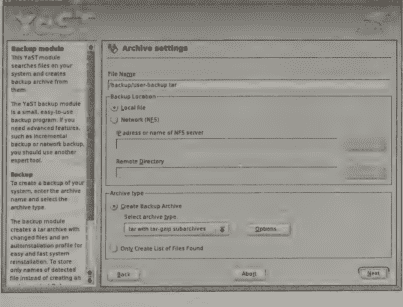 YaST
Backup module
This YaST module
searches files on your
system and creates
backup archive from
them.
The YaST backup module
is a small, easy-to-use
backup program. If you
need advanced features,
such as incremental
backup or network backup,
you should use another
expert tool.
Backup
To create a backup of your
system, enter the archive
name and select the
archive type.
The backup module
creates a tar archive with
changed files and an
autoinstallation profile for
easy and fast system
reinstallation. To store
only names of detected
file instead of creating an
Archive settings
File Name
/backup/user-backup.tar
Backup Location
Local file
Network (NFS)
IP address or name of NFS server
Remote Directory
Archive type
Create Backup Archive
Select archive type
tar with tar-gzip subarchives
Options...
Only Create List of Files Found
Back
Abort
Next